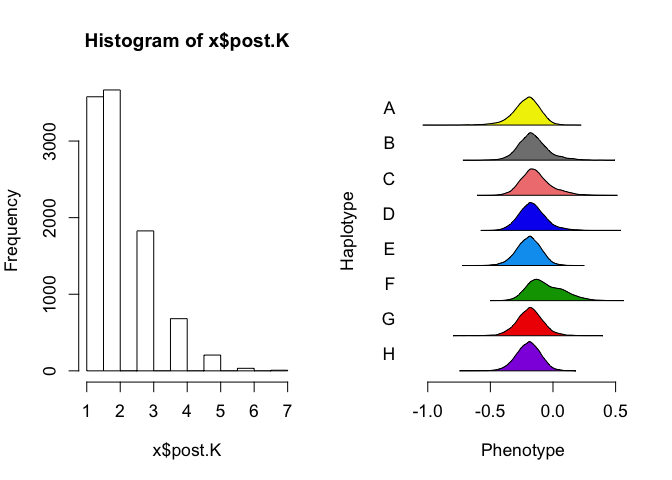 Histogram of x$post.K
Frequency
0
1000
2000
3000
1 2 3 4 5 6 7
x$post.K
Haplotype
A
B
C
D
E
F
G
H
-1.0 -0.5 0.0 0.5
Phenotype